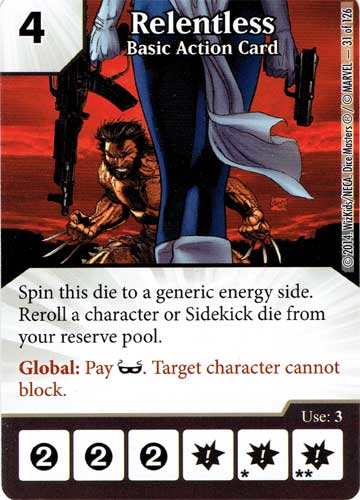 4
Relentless
Basic Action Card
© 2014 WizKids/NECA. Dice Masters © / © MARVEL — 31 of 126
Spin this die to a generic energy side.
Reroll a character or Sidekick die from
your reserve pool.
Global: Pay . Target character cannot
block.
Use: 3
2 2 2 ! ! !
* **